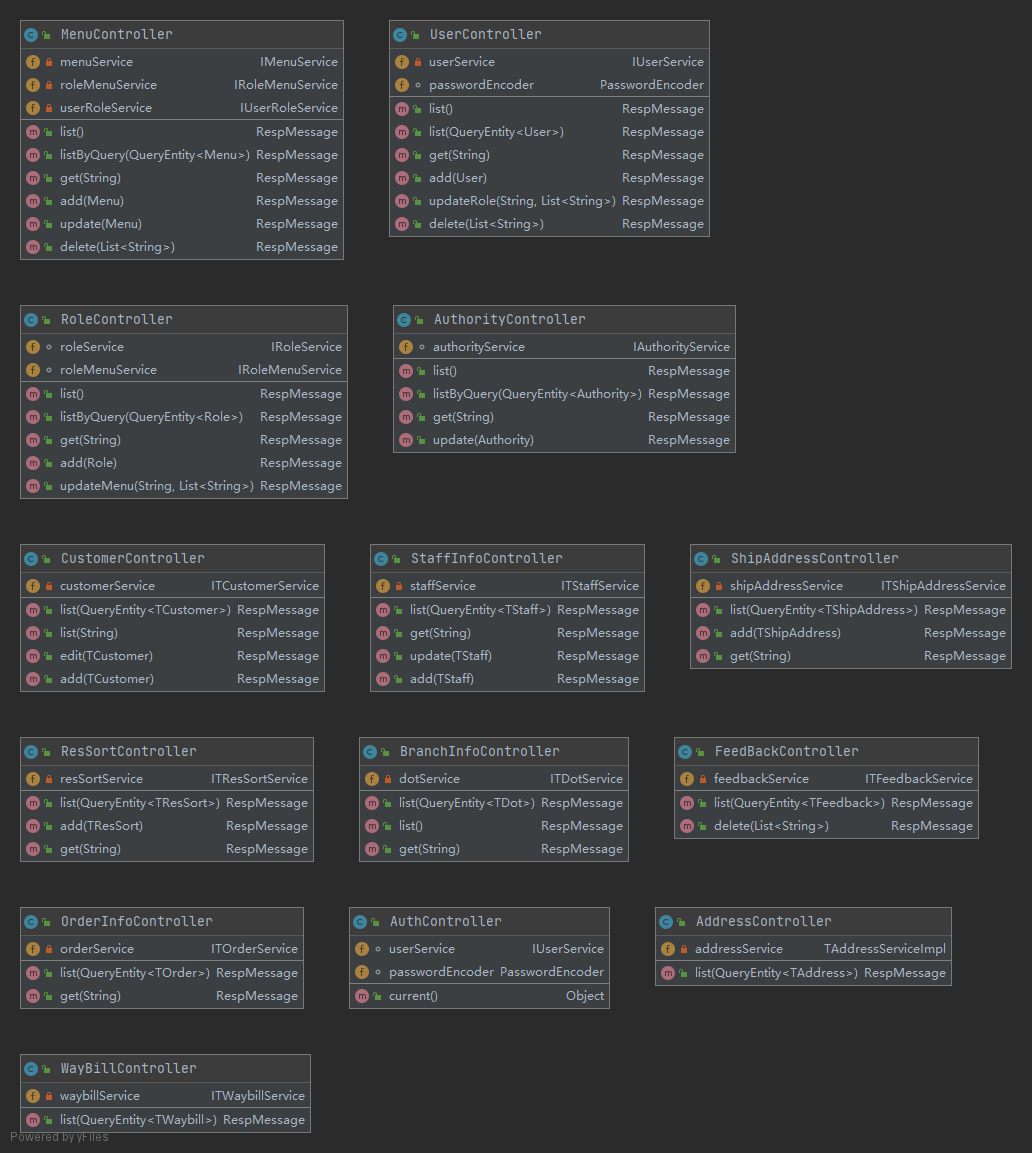 MenuController
menuService IMenuService
roleMenuService IRoleMenuService
userRoleService IUserRoleService
list() RespMessage
listByQuery(QueryEntity<Menu>) RespMessage
get(String) RespMessage
add(Menu) RespMessage
update(Menu) RespMessage
delete(List<String>) RespMessage
UserController
userService IUserService
passwordEncoder PasswordEncoder
list() RespMessage
list(QueryEntity<User>) RespMessage
get(String) RespMessage
add(User) RespMessage
updateRole(String, List<String>) RespMessage
delete(List<String>) RespMessage
RoleController
roleService IRoleService
roleMenuService IRoleMenuService
list() RespMessage
listByQuery(QueryEntity<Role>) RespMessage
get(String) RespMessage
add(Role) RespMessage
updateMenu(String, List<String>) RespMessage
AuthorityController
authorityService IAuthorityService
list() RespMessage
listByQuery(QueryEntity<Authority>) RespMessage
get(String) RespMessage
update(Authority) RespMessage
CustomerController
customerService ITCustomerService
list(QueryEntity<TCustomer>) RespMessage
list(String) RespMessage
edit(TCustomer) RespMessage
add(TCustomer) RespMessage
StaffInfoController
staffService ITStaffService
list(QueryEntity<TStaff>) RespMessage
get(String) RespMessage
update(TStaff) RespMessage
add(TStaff) RespMessage
ShipAddressController
shipAddressService ITShipAddressService
list(QueryEntity<TShipAddress>) RespMessage
add(TShipAddress) RespMessage
get(String) RespMessage
ResSortController
resSortService ITResSortService
list(QueryEntity<TResSort>) RespMessage
add(TResSort) RespMessage
get(String) RespMessage
BranchInfoController
dotService ITDotService
list(QueryEntity<TDot>) RespMessage
list() RespMessage
get(String) RespMessage
FeedBackController
feedbackService ITFeedbackService
list(QueryEntity<TFeedback>) RespMessage
delete(List<String>) RespMessage
OrderInfoController
orderService ITOrderService
list(QueryEntity<TOrder>) RespMessage
get(String) RespMessage
AuthController
userService IUserService
passwordEncoder PasswordEncoder
current() Object
AddressController
addressService TAddressServiceImpl
list(QueryEntity<TAddress>) RespMessage
WayBillController
waybillService ITWaybillService
list(QueryEntity<TWaybill>) RespMessage
Powered by yFiles